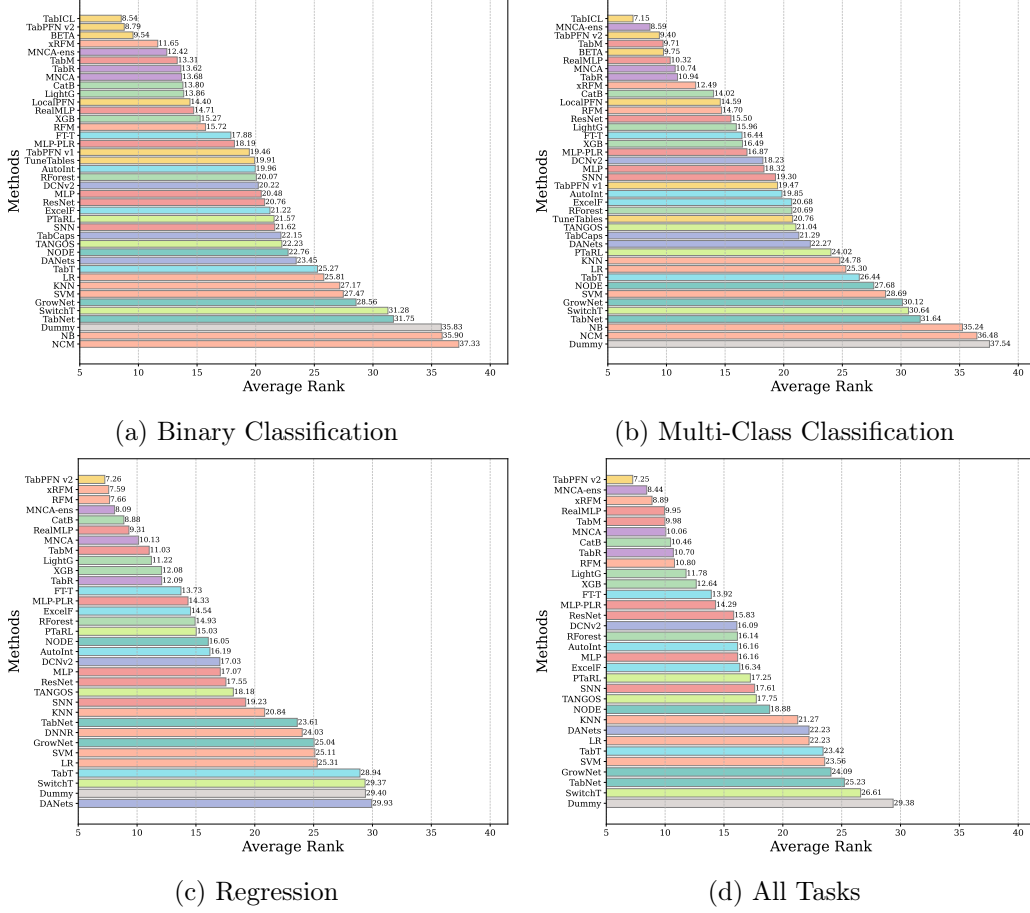 Methods
TabICL 8.54
TabPFN v2 8.79
BETA 9.54
xRFM 11.65
MNCA-ens 12.42
TabM 13.31
TabR 13.62
MNCA 13.68
CatB 13.80
LightG 13.86
LocalPFN 14.40
RealMLP 14.71
XGB 15.27
RFM 15.72
FT-T 17.88
MLP-PLR 18.19
TabPFN v1 19.46
TuneTables 19.91
AutoInt 19.96
RForest 20.07
DCNv2 20.22
MLP 20.48
ResNet 20.76
ExcelF 21.22
PTaRL 21.57
SNN 21.62
TabCaps 22.15
TANGOS 22.23
NODE 22.76
DANets 23.45
TabT 25.27
LR 25.81
KNN 27.17
SVM 27.47
GrowNet 28.56
SwitchT 31.28
TabNet 31.75
Dummy 35.83
NB 35.90
NCM 37.33
5 10 15 20 25 30 35 40
Average Rank
(a) Binary Classification
Methods
TabICL 7.15
MNCA-ens 8.59
TabPFN v2 9.40
TabM 9.71
BETA 9.75
RealMLP 10.32
MNCA 10.74
TabR 10.94
xRFM 12.49
CatB 14.02
LocalPFN 14.59
RFM 14.70
ResNet 15.50
LightG 15.96
FT-T 16.44
XGB 16.49
MLP-PLR 16.87
DCNv2 18.23
MLP 18.32
SNN 19.30
TabPFN v1 19.47
AutoInt 19.85
ExcelF 20.68
RForest 20.69
TuneTables 20.76
TANGOS 21.04
TabCaps 21.29
DANets 22.27
PTaRL 24.02
KNN 24.78
LR 25.30
TabT 26.44
NODE 27.68
SVM 28.69
GrowNet 30.12
SwitchT 30.64
TabNet 31.64
NB 35.24
NCM 36.48
Dummy 37.54
5 10 15 20 25 30 35 40
Average Rank
(b) Multi-Class Classification
Methods
TabPFN v2 7.26
xRFM 7.59
RFM 7.66
MNCA-ens 8.09
CatB 8.88
RealMLP 9.31
MNCA 10.13
TabM 11.03
LightG 11.22
XGB 12.08
TabR 12.09
FT-T 13.73
MLP-PLR 14.33
ExcelF 14.54
RForest 14.93
PTaRL 15.03
NODE 16.05
AutoInt 16.19
DCNv2 17.03
MLP 17.07
ResNet 17.55
TANGOS 18.18
SNN 19.23
KNN 20.84
TabNet 23.61
DNNR 24.03
GrowNet 25.04
SVM 25.11
LR 25.31
TabT 28.94
SwitchT 29.37
Dummy 29.40
DANets 29.93
5 10 15 20 25 30 35 40
Average Rank
(c) Regression
Methods
TabPFN v2 7.25
MNCA-ens 8.44
xRFM 8.89
RealMLP 9.95
TabM 9.98
MNCA 10.06
CatB 10.46
TabR 10.70
RFM 10.80
LightG 11.78
XGB 12.64
FT-T 13.92
MLP-PLR 14.29
ResNet 15.83
DCNv2 16.09
RForest 16.14
AutoInt 16.16
MLP 16.16
ExcelF 16.34
PTaRL 17.25
SNN 17.61
TANGOS 17.75
NODE 18.88
KNN 21.27
DANets 22.23
LR 22.23
TabT 23.42
SVM 23.56
GrowNet 24.09
TabNet 25.23
SwitchT 26.61
Dummy 29.38
5 10 15 20 25 30 35 40
Average Rank
(d) All Tasks